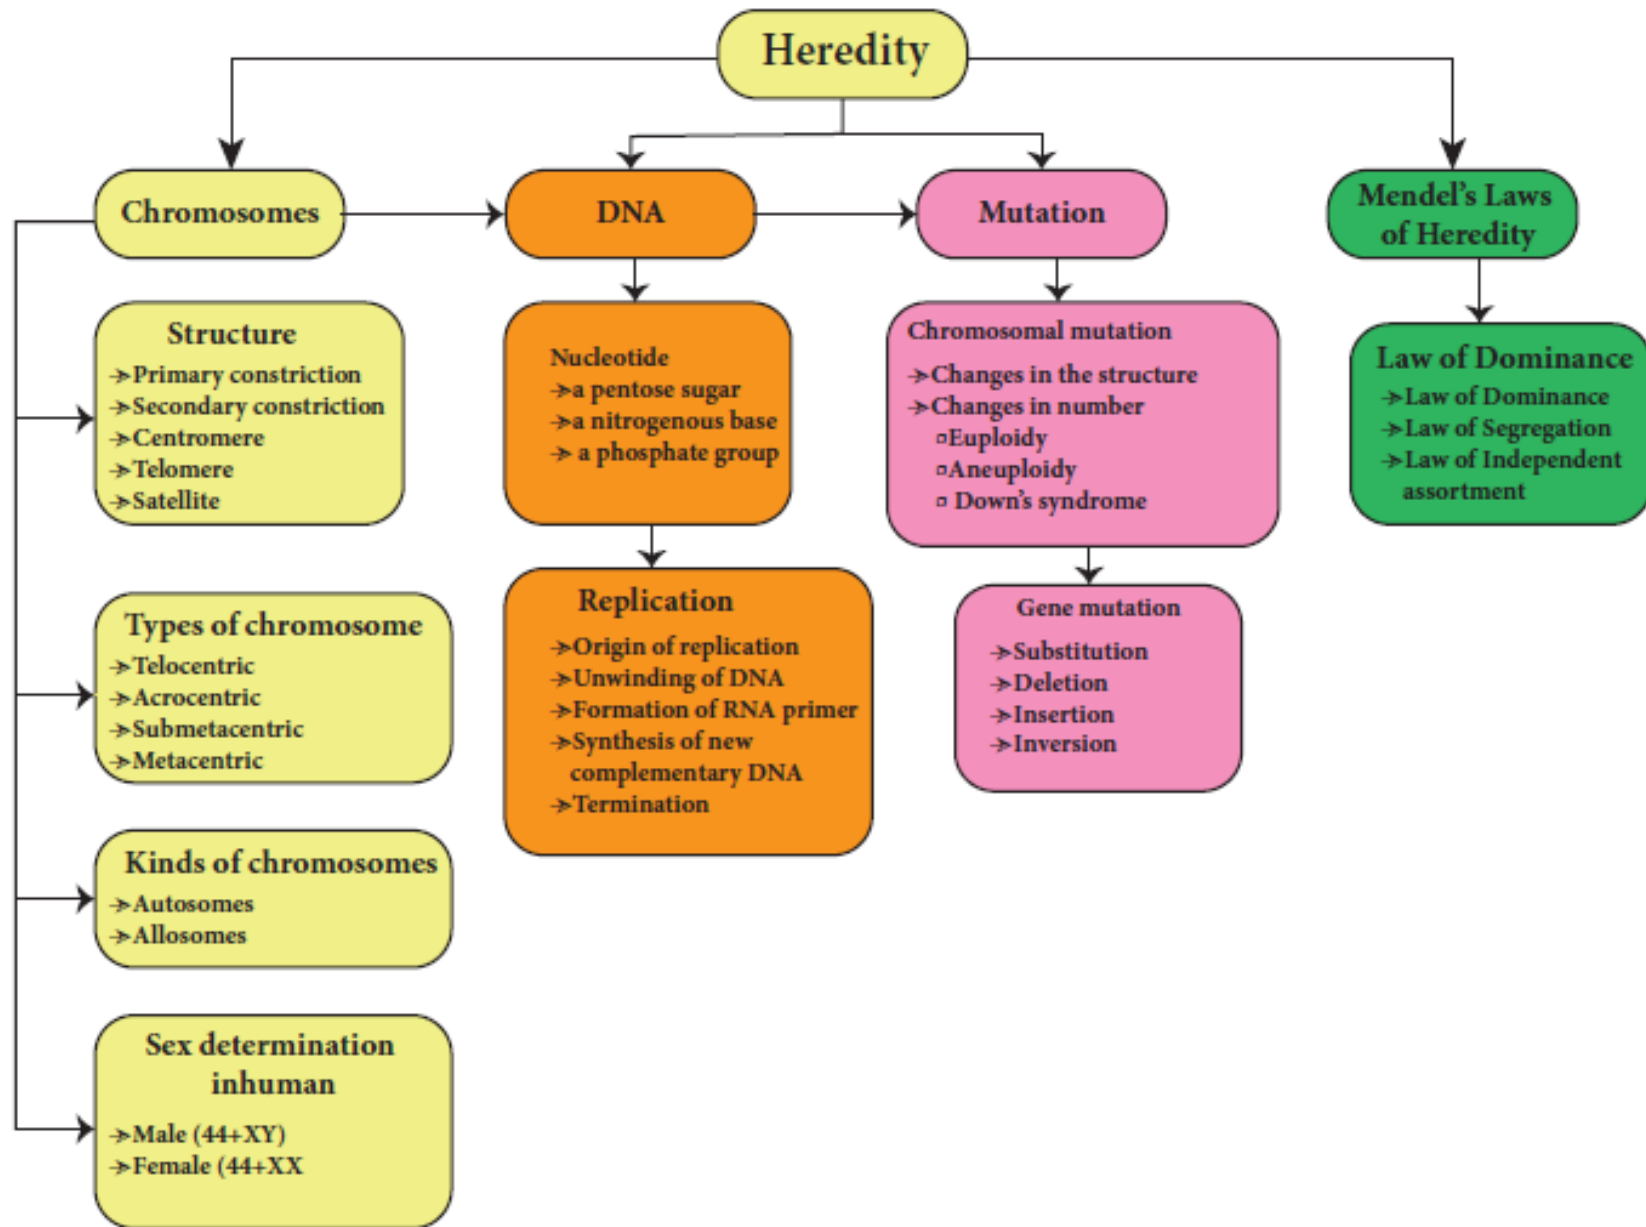 Heredity
Chromosomes
DNA
Mutation
Mendel's Laws
of Heredity
Structure
➔Primary constriction
➔Secondary constriction
➔Centromere
➔Telomere
➔Satellite
Types of chromosome
➔Telocentric
➔Acrocentric
➔Submetacentric
➔Metacentric
Kinds of chromosomes
➔Autosomes
➔Allosomes
Sex determination
inhuman
➔Male (44+XY)
➔Female (44+XX
Nucleotide
➔a pentose sugar
➔a nitrogenous base
➔ a phosphate group
Replication
➔Origin of replication
➔Unwinding of DNA
➔Formation of RNA primer
➔Synthesis of new
complementary DNA
➔Termination
Chromosomal mutation
➔Changes in the structure
➔Changes in number
▫Euploidy
▫Aneuploidy
▫ Down's syndrome
Gene mutation
➔Substitution
➔Deletion
➔Insertion
➔Inversion
Law of Dominance
➔Law of Dominance
➔Law of Segregation
➔Law of Independent
assortment